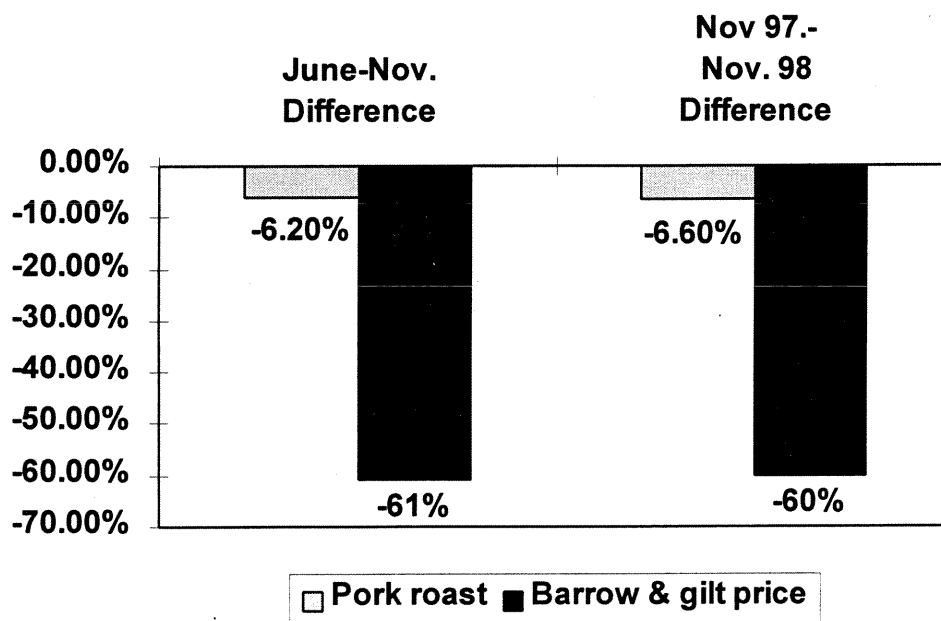 June-Nov.
Difference
Nov 97.-
Nov. 98
Difference
0.00%
-10.00%
-20.00%
-30.00%
-40.00%
-50.00%
-60.00%
-70.00%
-6.20%
-61%
-6.60%
-60%
Pork roast
Barrow & gilt price